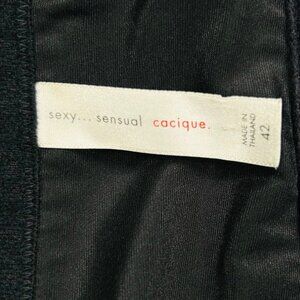 sexy... sensual cacique.
MADE IN
THAILAND
42